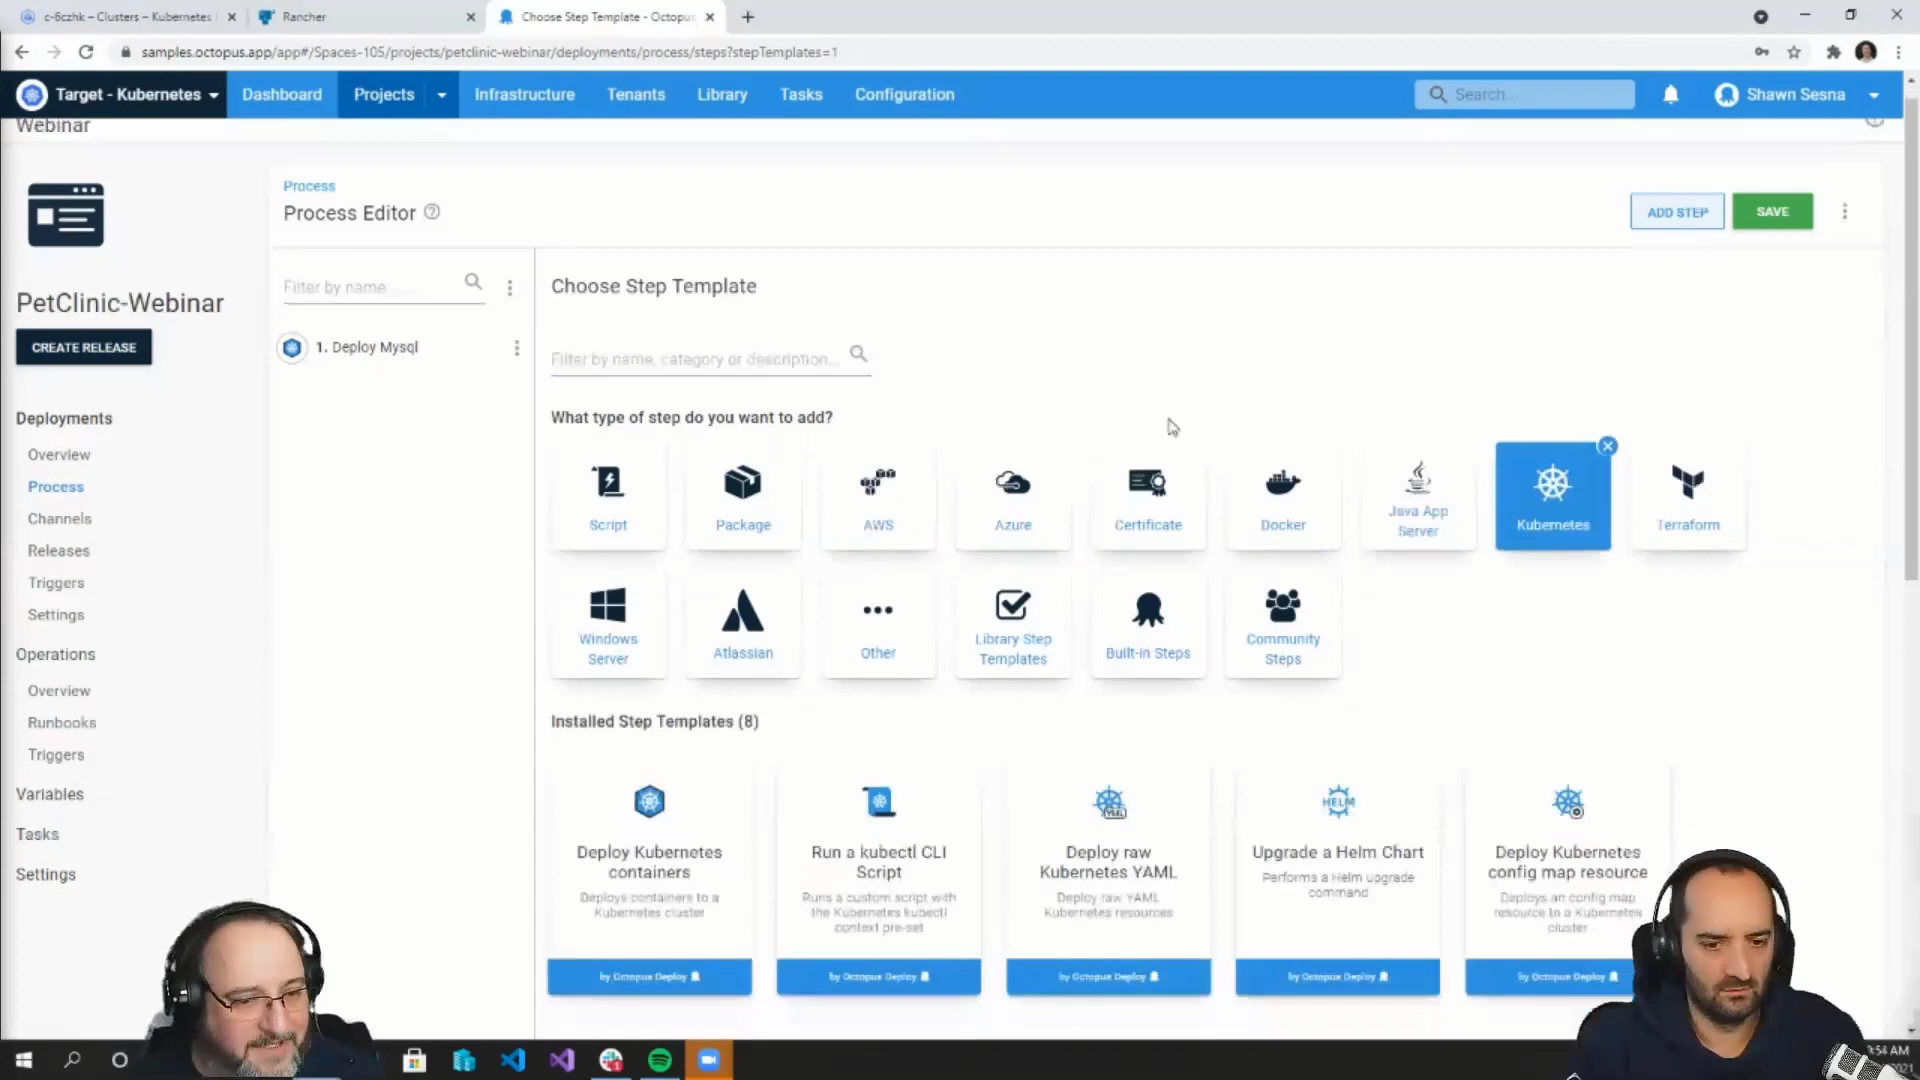 c-6czhk – Clusters – Kubernetes
Rancher
Choose Step Template - Octopus
samples.octopus.app/app#/Spaces-105/projects/petclinic-webinar/deployments/process/steps?stepTemplates=1
Target - Kubernetes
Dashboard
Projects
Infrastructure
Tenants
Library
Tasks
Configuration
Search...
Shawn Sesna
Webinar
Process
Process Editor
ADD STEP
SAVE
PetClinic-Webinar
CREATE RELEASE
Deployments
Overview
Process
Channels
Releases
Triggers
Settings
Operations
Overview
Runbooks
Triggers
Variables
Tasks
Settings
Filter by name...
1. Deploy Mysql
Choose Step Template
Filter by name, category or description...
What type of step do you want to add?
Script
Package
AWS
Azure
Certificate
Docker
Java App
Server
Kubernetes
Terraform
Windows
Server
Atlassian
Other
Library Step
Templates
Built-in Steps
Community
Steps
Installed Step Templates (8)
Deploy Kubernetes
containers
Deploys containers to a
Kubernetes cluster
by Octopus Deploy
Run a kubectl CLI
Script
Runs a custom script with
the Kubernetes kubectl
context pre-set
by Octopus Deploy
YAML
Deploy raw
Kubernetes YAML
Deploy raw YAML
Kubernetes resources
by Octopus Deploy
HELM
Upgrade a Helm Chart
Performs a Helm upgrade
command
by Octopus Deploy
Deploy Kubernetes
config map resource
Deploys an config map
resource to a Kubernetes
cluster
by Octopus Deploy
:54 AM